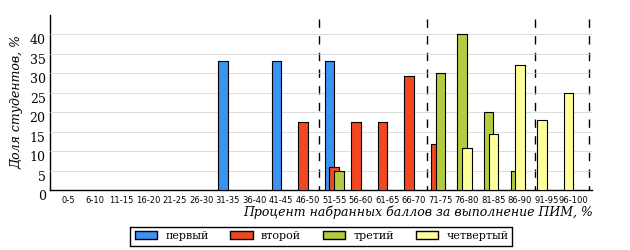 Доля студентов, %
40
35
30
25
20
15
10
5
0
0-5 6-10 11-15 16-20 21-25 26-30 31-35 36-40 41-45 46-50 51-55 56-60 61-65 66-70 71-75 76-80 81-85 86-90 91-95 96-100
Процент набранных баллов за выполнение ПИМ, %
первый второй третий четвертый